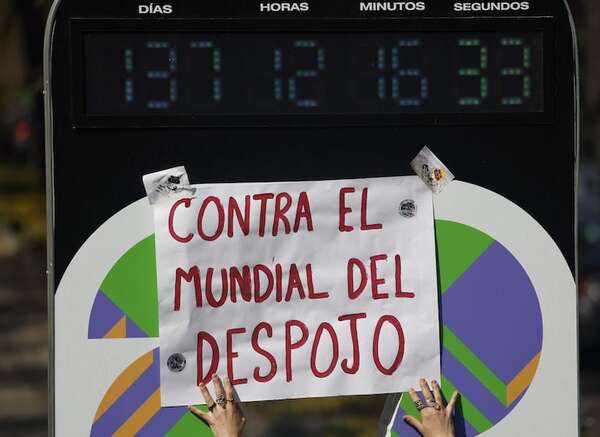 DÍAS HORAS MINUTOS SEGUNDOS
137 12 16 33
CONTRA EL
MUNDIAL DEL
DESPOJO